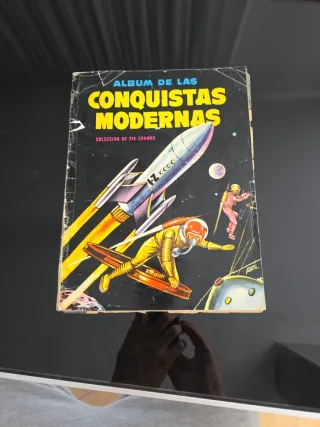 ALBUM DE LAS
CONQUISTAS
MODERNAS
COLECCION DE 216 CROMOS